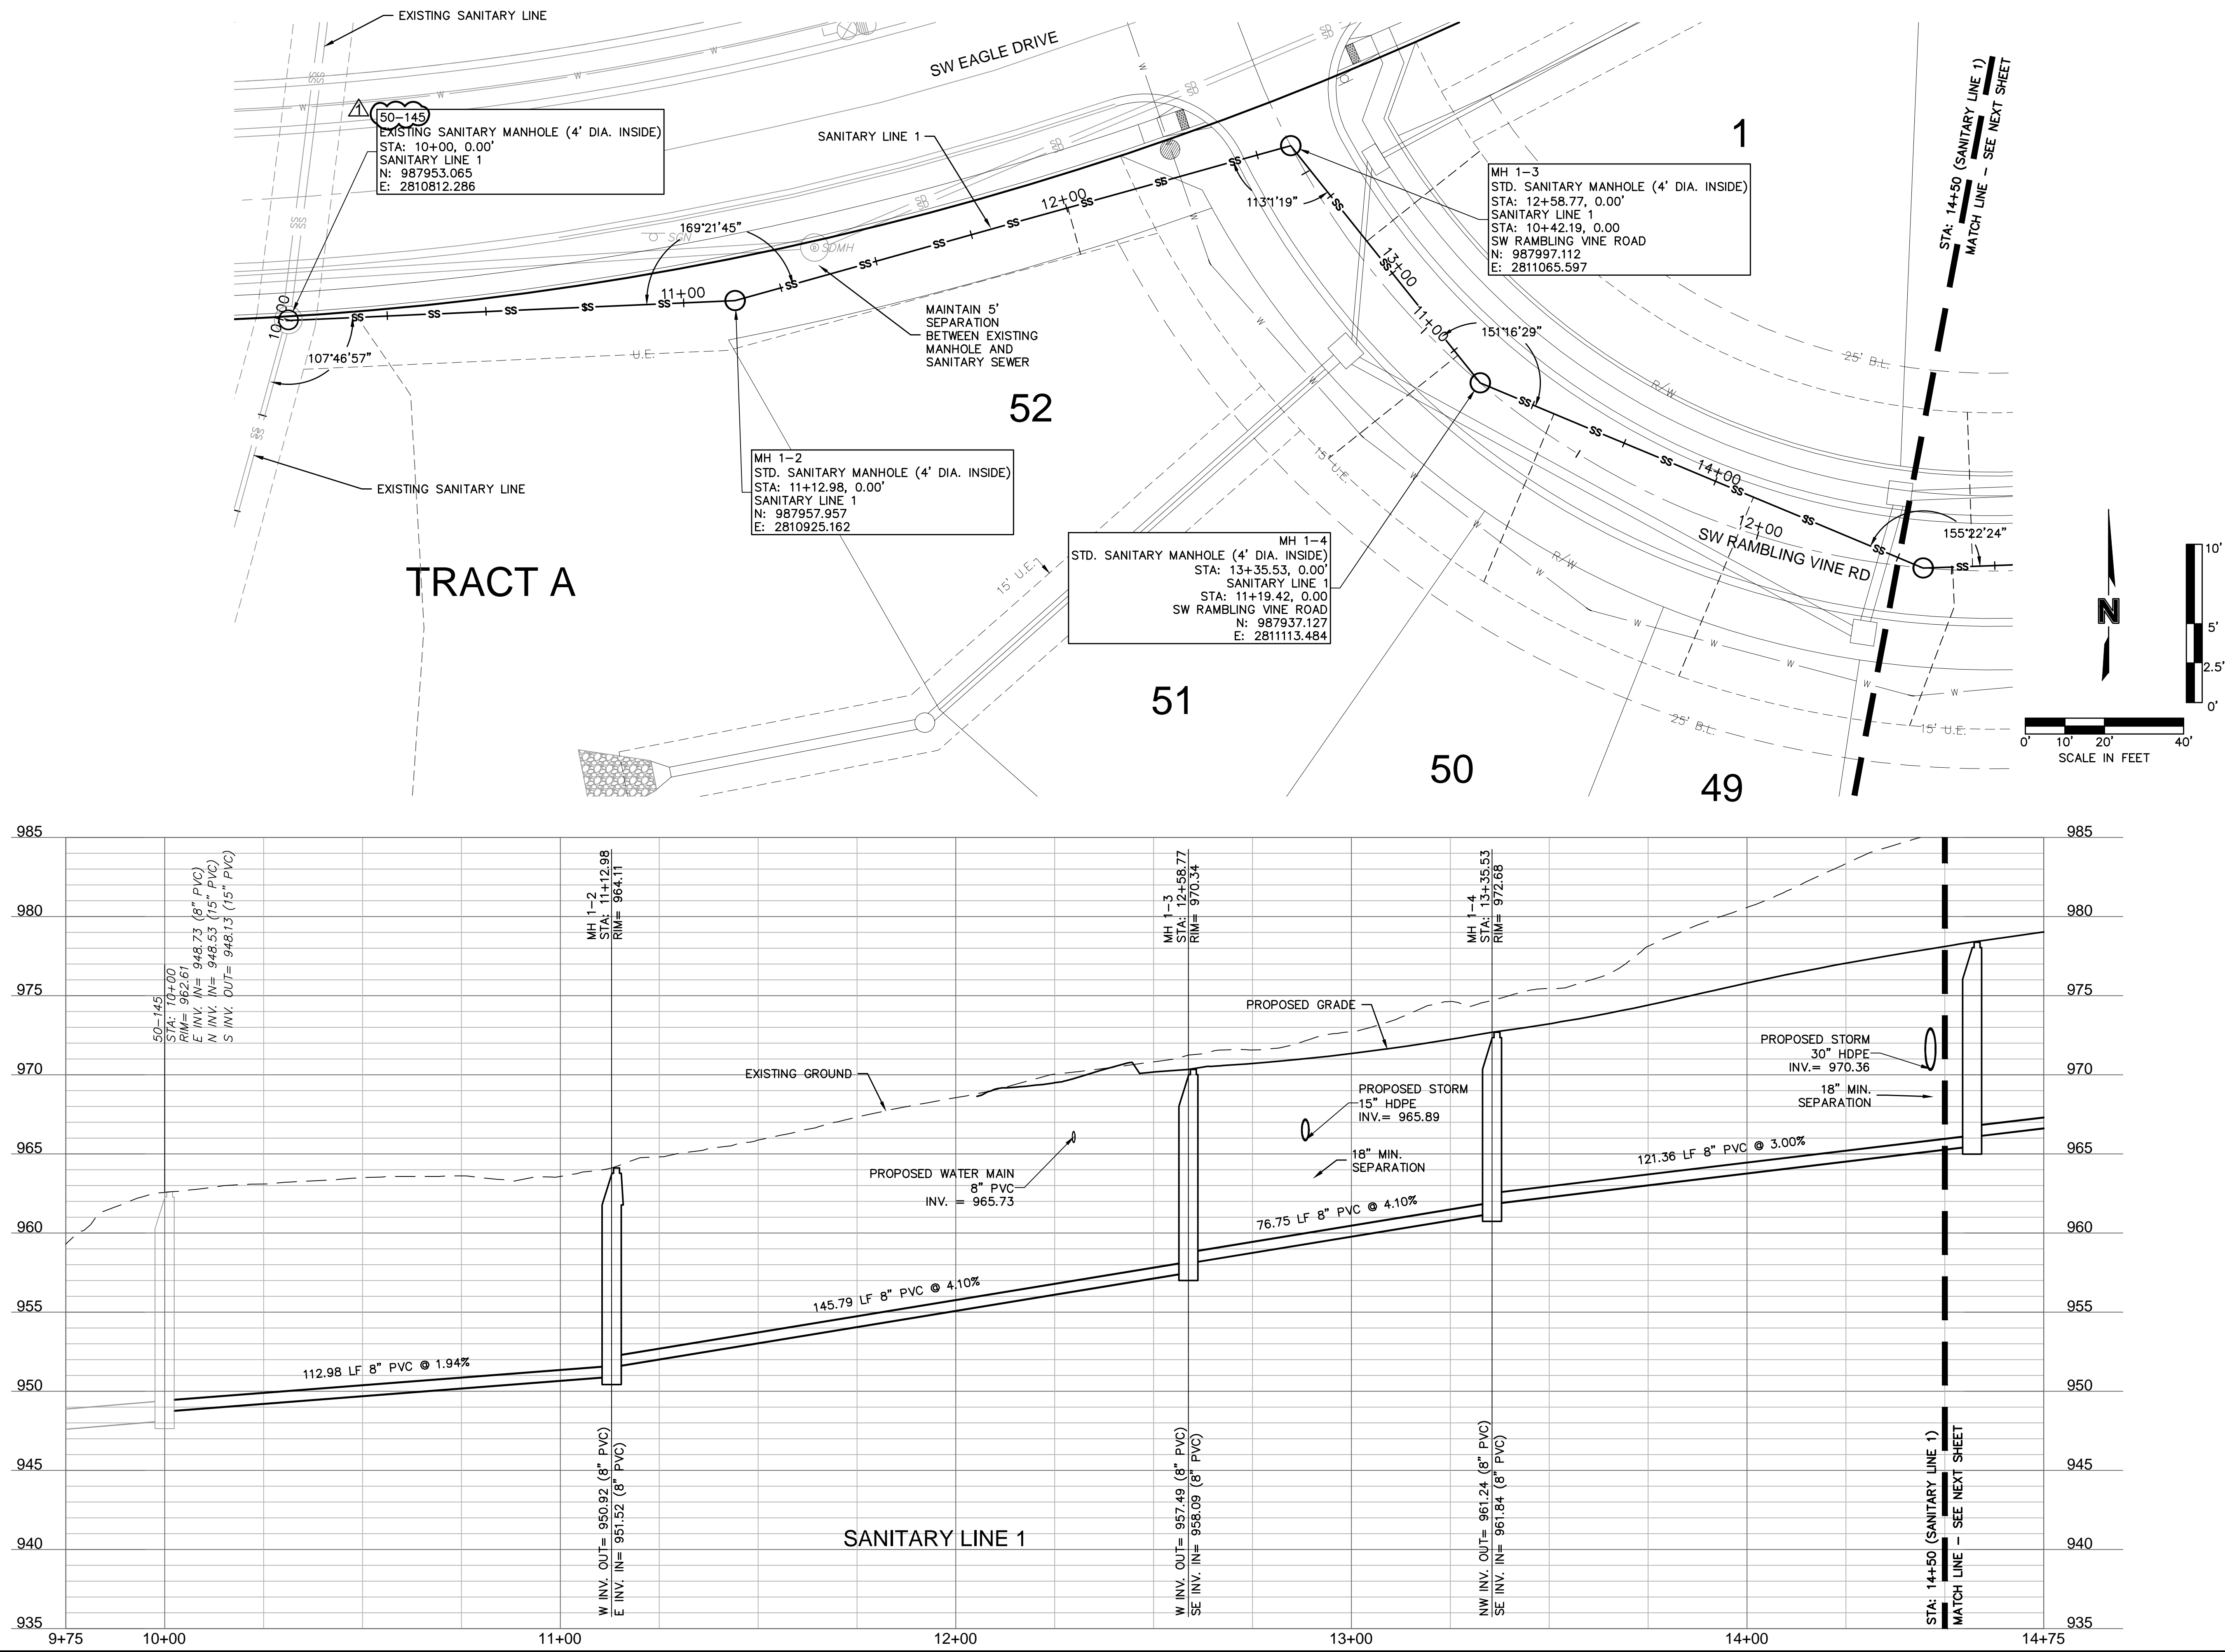 EXISTING SANITARY LINE
SW EAGLE DRIVE
1
50-145
EXISTING SANITARY MANHOLE (4' DIA. INSIDE)
STA: 10+00, 0.00'
SANITARY LINE 1
N: 987953.065
E: 2810812.286
SANITARY LINE 1
1
MH 1-3
STD. SANITARY MANHOLE (4' DIA. INSIDE)
STA: 12+58.77, 0.00'
SANITARY LINE 1
STA: 10+42.19, 0.00
SW RAMBLING VINE ROAD
N: 987997.112
E: 2811065.597
STA: 14+50 (SANITARY LINE 1)
MATCH LINE - SEE NEXT SHEET
10+00
11+00
12+00
13+00
11+00
14+00
12+00
107°46'57"
169°21'45"
113°1'19"
151°16'29"
155°22'24"
SGN
SDMH
MAINTAIN 5'
SEPARATION
BETWEEN EXISTING
MANHOLE AND
SANITARY SEWER
U.E.
52
25' B.L.
R/W
15' U.E.
MH 1-2
STD. SANITARY MANHOLE (4' DIA. INSIDE)
STA: 11+12.98, 0.00'
SANITARY LINE 1
N: 987957.957
E: 2810925.162
EXISTING SANITARY LINE
TRACT A
MH 1-4
STD. SANITARY MANHOLE (4' DIA. INSIDE)
STA: 13+35.53, 0.00'
SANITARY LINE 1
STA: 11+19.42, 0.00
SW RAMBLING VINE ROAD
N: 987937.127
E: 2811113.484
SW RAMBLING VINE RD
15' U.E.
R/W
51
50
49
25' B.L.
15' U.E.
N
10'
5'
2.5'
0'
0' 10' 20' 40'
SCALE IN FEET
985 985
980 980
975 975
970 970
965 965
960 960
955 955
950 950
945 945
940 940
935 935
50-145
STA: 10+00
RIM= 962.61
E INV. IN= 948.73 (8" PVC)
N INV. IN= 948.53 (15" PVC)
S INV. OUT= 948.13 (15" PVC)
MH 1-2
STA: 11+12.98
RIM= 964.11
MH 1-3
STA: 12+58.77
RIM= 970.34
MH 1-4
STA: 13+35.53
RIM= 972.68
EXISTING GROUND
PROPOSED GRADE
PROPOSED WATER MAIN
8" PVC
INV. = 965.73
PROPOSED STORM
15" HDPE
INV.= 965.89
18" MIN.
SEPARATION
PROPOSED STORM
30" HDPE
INV.= 970.36
18" MIN.
SEPARATION
112.98 LF 8" PVC @ 1.94%
145.79 LF 8" PVC @ 4.10%
76.75 LF 8" PVC @ 4.10%
121.36 LF 8" PVC @ 3.00%
W INV. OUT= 950.92 (8" PVC)
E INV. IN= 951.52 (8" PVC)
W INV. OUT= 957.49 (8" PVC)
SE INV. IN= 958.09 (8" PVC)
NW INV. OUT= 961.24 (8" PVC)
SE INV. IN= 961.84 (8" PVC)
STA: 14+50 (SANITARY LINE 1)
MATCH LINE - SEE NEXT SHEET
SANITARY LINE 1
9+75 10+00 11+00 12+00 13+00 14+00 14+75